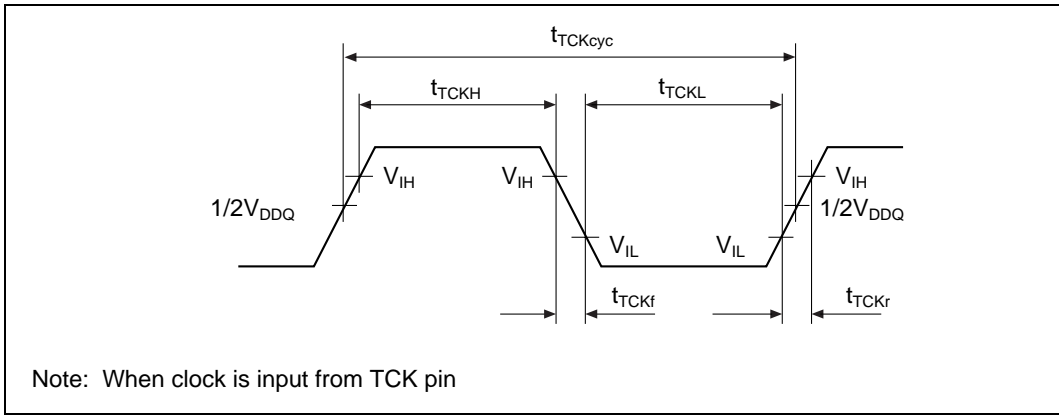 tTCKcyc
tTCKH tTCKL
VIH VIH VIH
1/2VDDQ 1/2VDDQ
VIL VIL
tTCKf tTCKr
Note: When clock is input from TCK pin